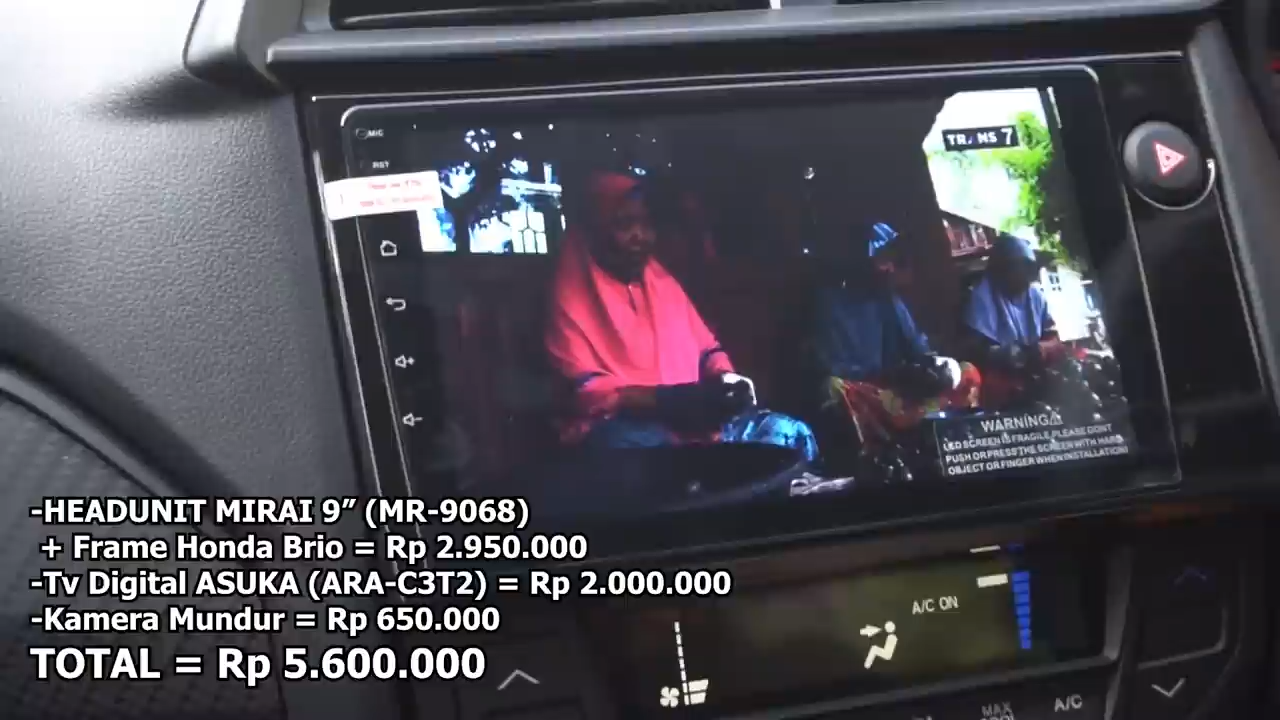 MIC
RST
TRANS 7
WARNING
LED SCREEN IS FRAGILE, PLEASE DONT
PUSH OR PRESS THE SCREEN WITH HARD
OBJECT OR FINGER WHEN INSTALLATION!
-HEADUNIT MIRAI 9” (MR-9068)
+ Frame Honda Brio = Rp 2.950.000
-Tv Digital ASUKA (ARA-C3T2) = Rp 2.000.000
-Kamera Mundur = Rp 650.000
TOTAL = Rp 5.600.000
A/C ON
MAX
A/C